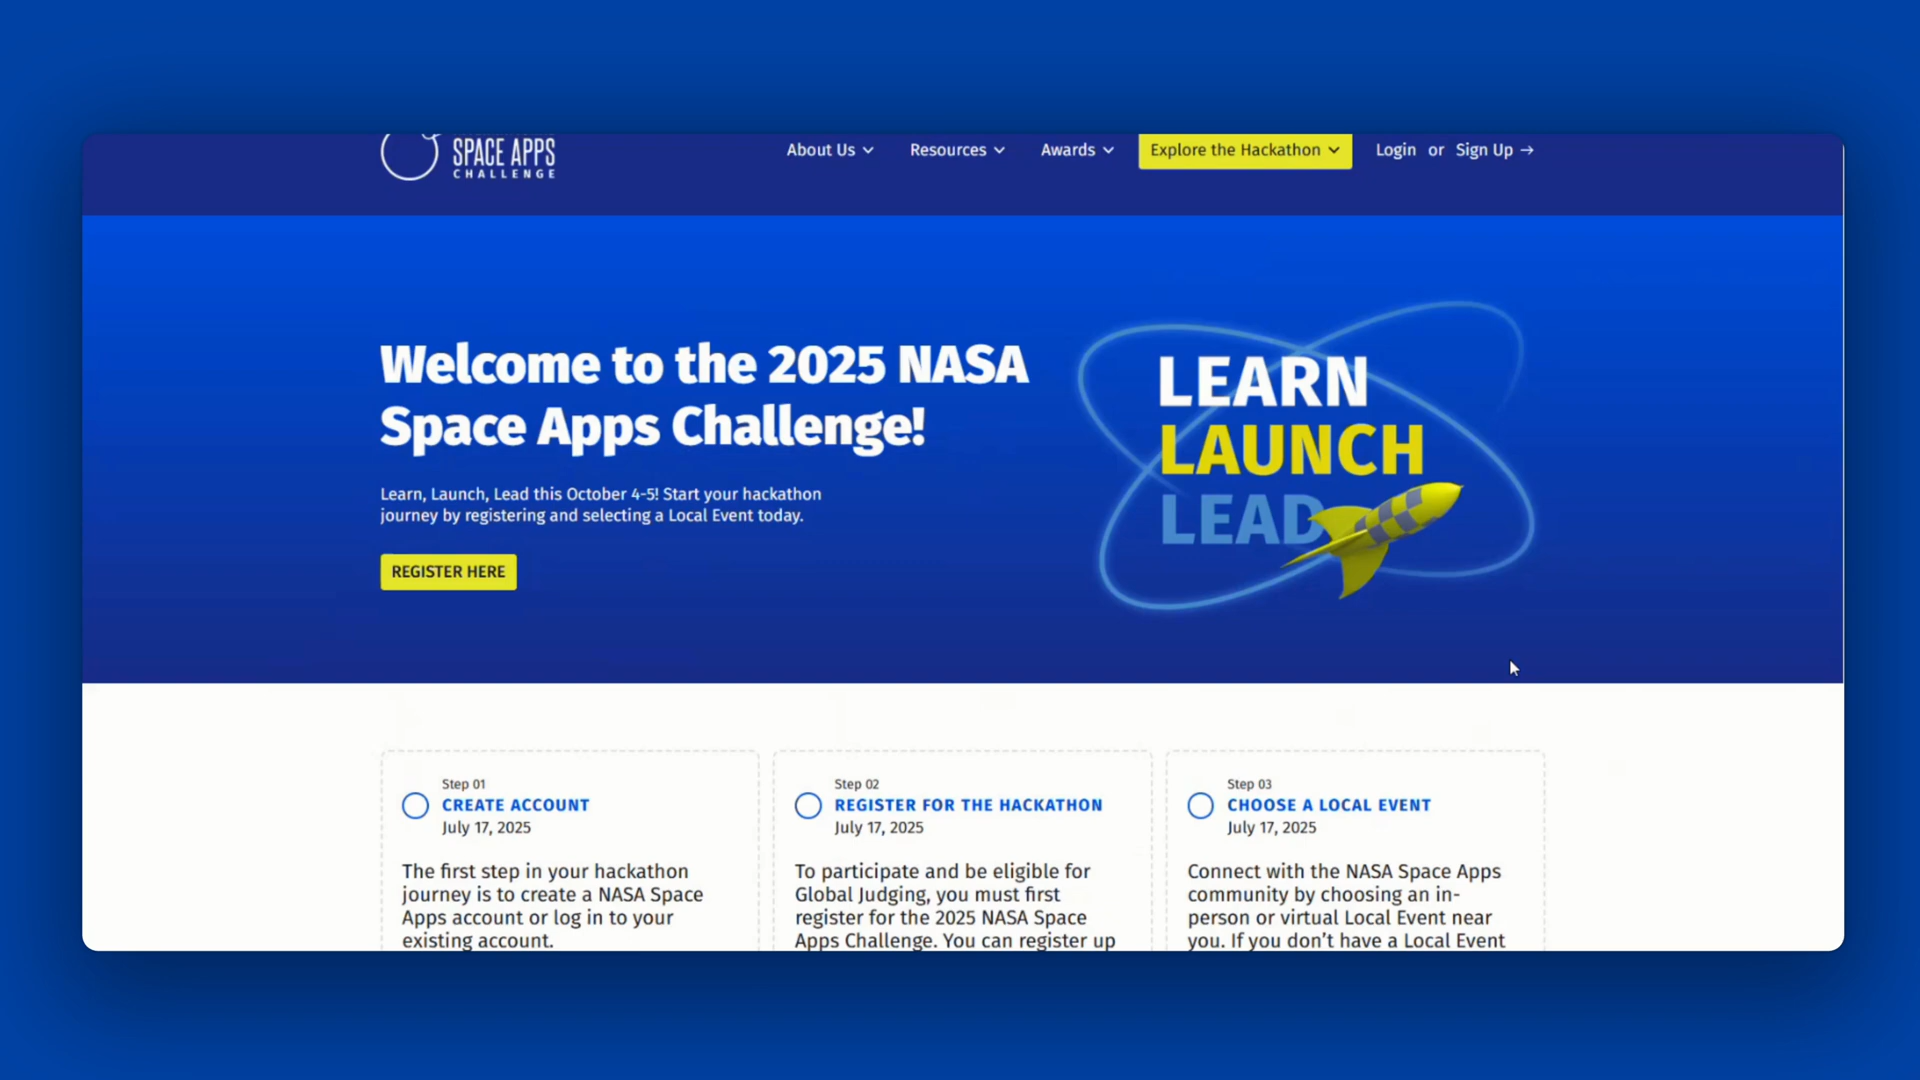 SPACE APPS
CHALLENGE
About Us
Resources
Awards
Explore the Hackathon
Login or Sign Up →
Welcome to the 2025 NASA
Space Apps Challenge!
Learn, Launch, Lead this October 4-5! Start your hackathon
journey by registering and selecting a Local Event today.
REGISTER HERE
LEARN
LAUNCH
LEAD
Step 01
CREATE ACCOUNT
July 17, 2025
The first step in your hackathon
journey is to create a NASA Space
Apps account or log in to your
existing account.
Step 02
REGISTER FOR THE HACKATHON
July 17, 2025
To participate and be eligible for
Global Judging, you must first
register for the 2025 NASA Space
Apps Challenge. You can register up
Step 03
CHOOSE A LOCAL EVENT
July 17, 2025
Connect with the NASA Space Apps
community by choosing an in-
person or virtual Local Event near
you. If you don’t have a Local Event